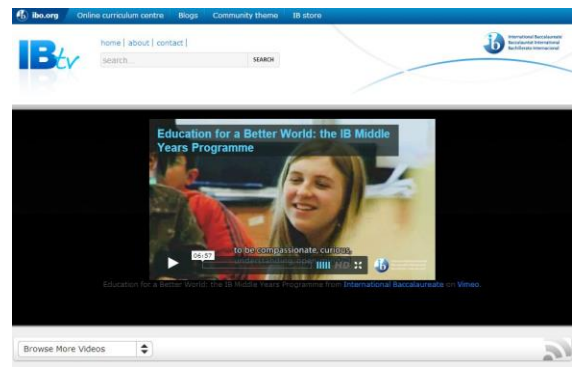 ibo.org Online curriculum centre Blogs Community theme IB store
IBtv
home | about | contact |
search... SEARCH
International Baccalaureate
Baccalauréat International
Bachillerato Internacional
Education for a Better World: the IB Middle
Years Programme
to be compassionate, curious,
understanding
06:57
HD
Education for a Better World: the IB Middle Years Programme from International Baccalaureate on Vimeo.
Browse More Videos